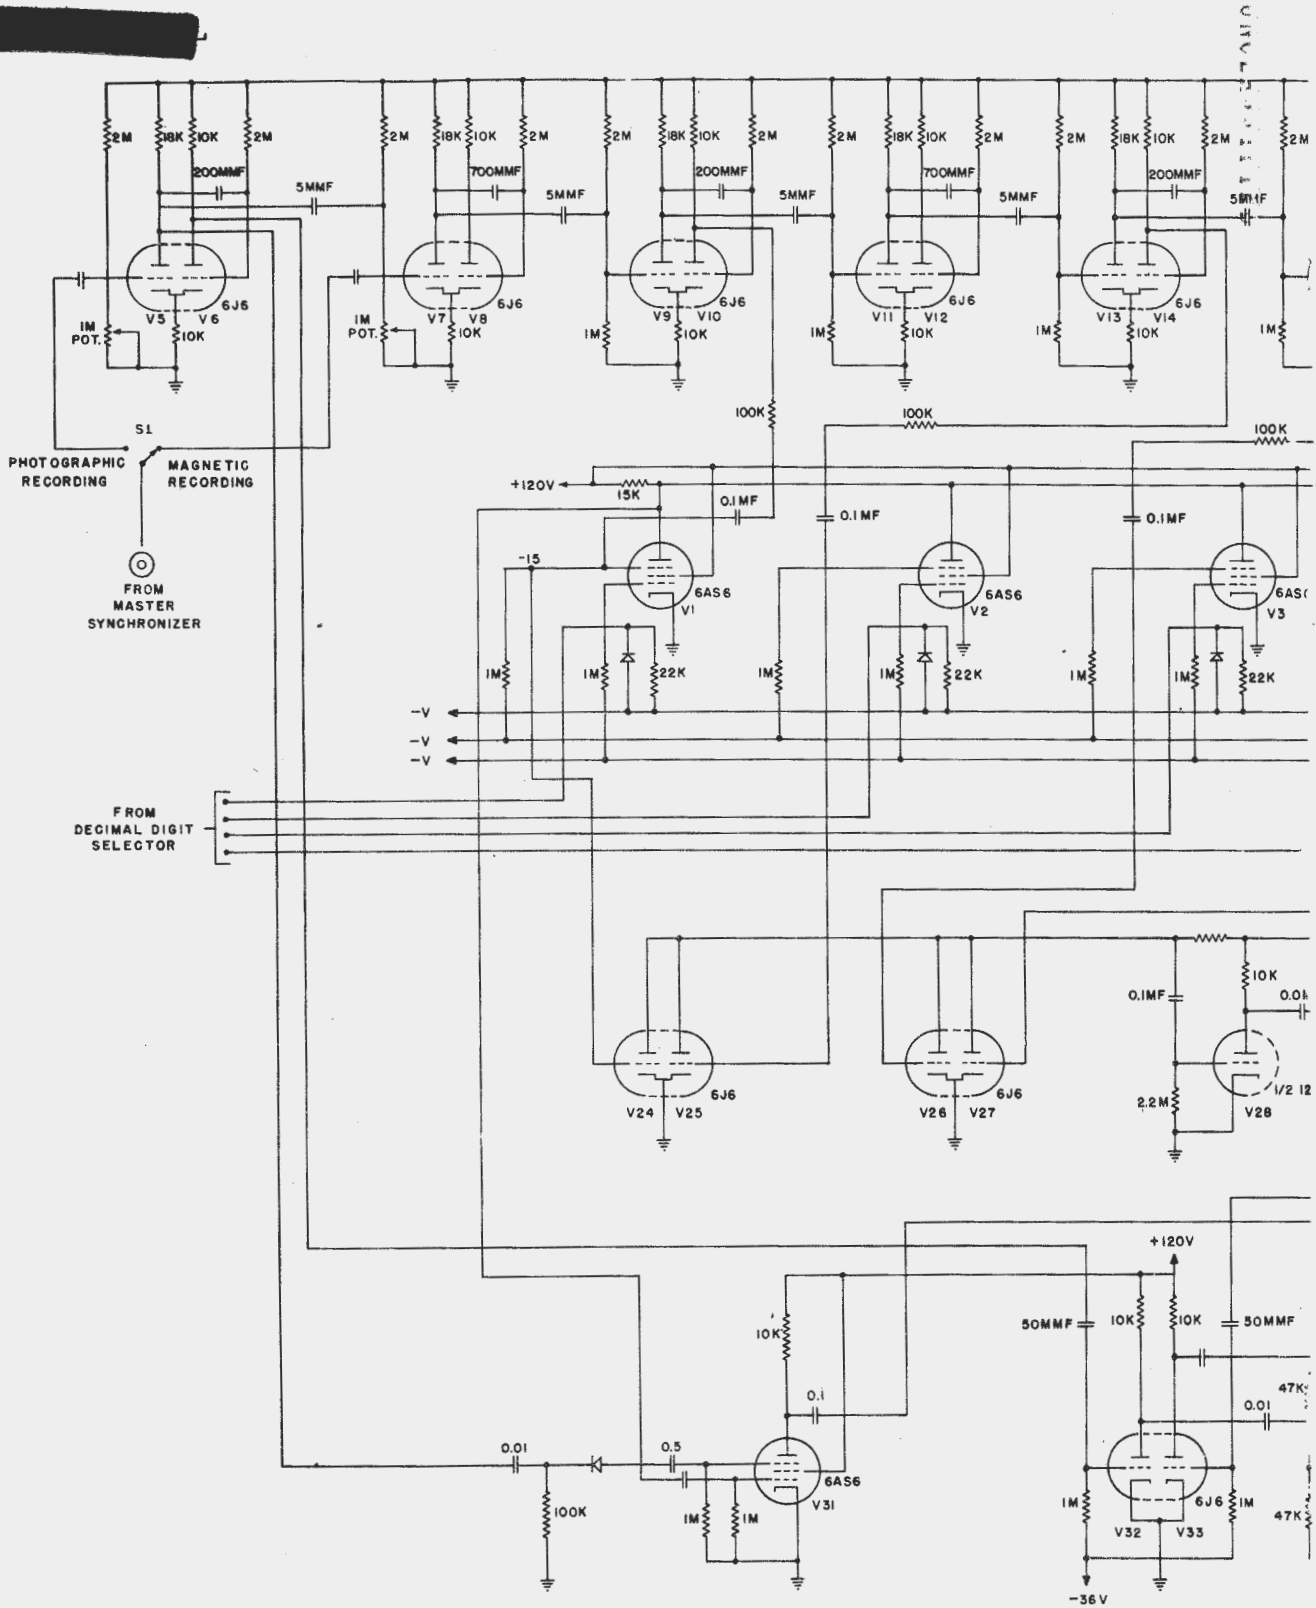 2M 18K 10K 2M 2M 18K 10K 2M 2M 18K 10K 2M 2M 18K 10K 2M 2M 18K 10K 2M 2M
200MMF 700MMF 200MMF 700MMF 200MMF
5MMF 5MMF 5MMF 5MMF 5MMF
6J6 6J6 6J6 6J6 6J6
V5 V6 V7 V8 V9 V10 V11 V12 V13 V14
1M POT. 10K 1M POT. 10K 1M 10K 1M 10K 1M 10K 1M
100K 100K 100K
S1
PHOTOGRAPHIC RECORDING
MAGNETIC RECORDING
+120V
15K
0.1MF 0.1MF 0.1MF
-15
6AS6 6AS6
V1 V2 V3
FROM
MASTER
SYNCHRONIZER
1M 1M 22K 1M 1M 22K 1M 1M 22K
-V
-V
-V
FROM
DECIMAL DIGIT
SELECTOR
10K
0.1MF
6J6 6J6
1/2 12
V24 V25 V26 V27 V28
2.2M
+120V
10K
50MMF 10K 10K 50MMF
47K
0.1
0.01
0.01 0.5
6AS6
V31
100K 1M 1M
6J6
1M 1M
V32 V33
47K
-36V